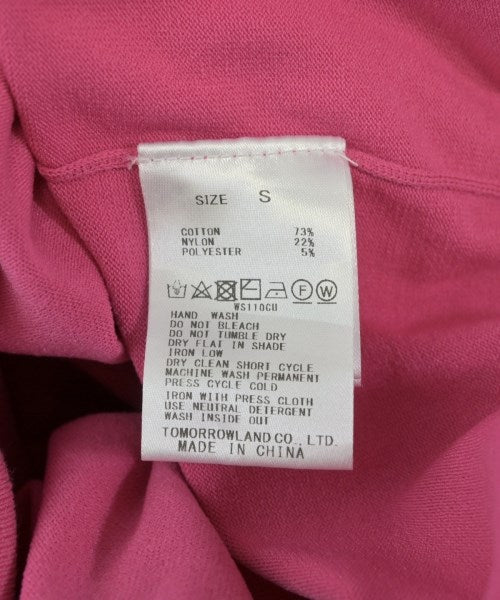 SIZE S
COTTON 73%
NYLON 22%
POLYESTER 5%
F W
WS110CU
HAND WASH
DO NOT BLEACH
DO NOT TUMBLE DRY
DRY FLAT IN SHADE
IRON LOW
DRY CLEAN SHORT CYCLE
MACHINE WASH PERMANENT
PRESS CYCLE COLD
IRON WITH PRESS CLOTH
USE NEUTRAL DETERGENT
WASH INSIDE OUT
TOMORROWLAND CO., LTD.
MADE IN CHINA